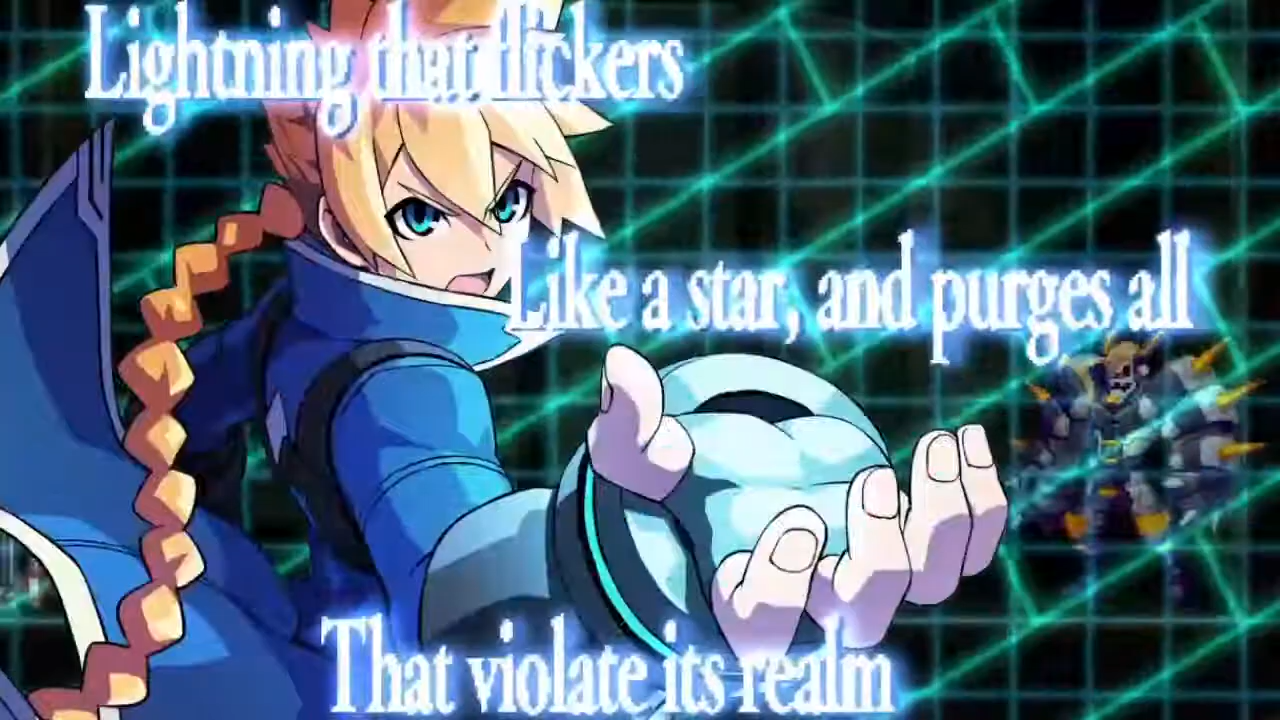 Lightning that flickers
Like a star, and purges all
That violate its realm